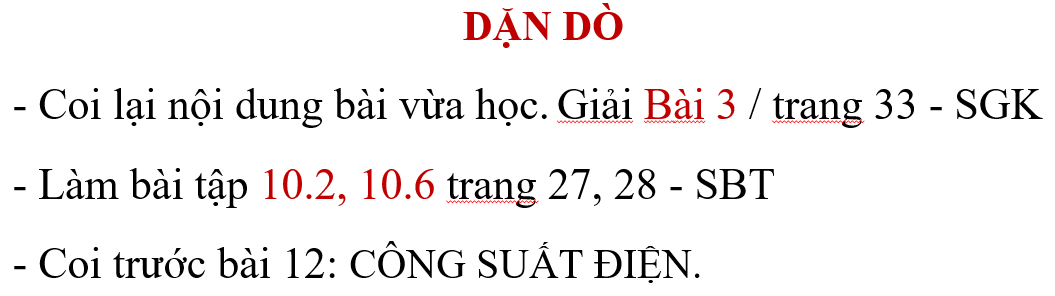 DẶN DÒ
- Coi lại nội dung bài vừa học. Giải Bài 3 / trang 33 - SGK
- Làm bài tập 10.2, 10.6 trang 27, 28 - SBT
- Coi trước bài 12: CÔNG SUẤT ĐIỆN.